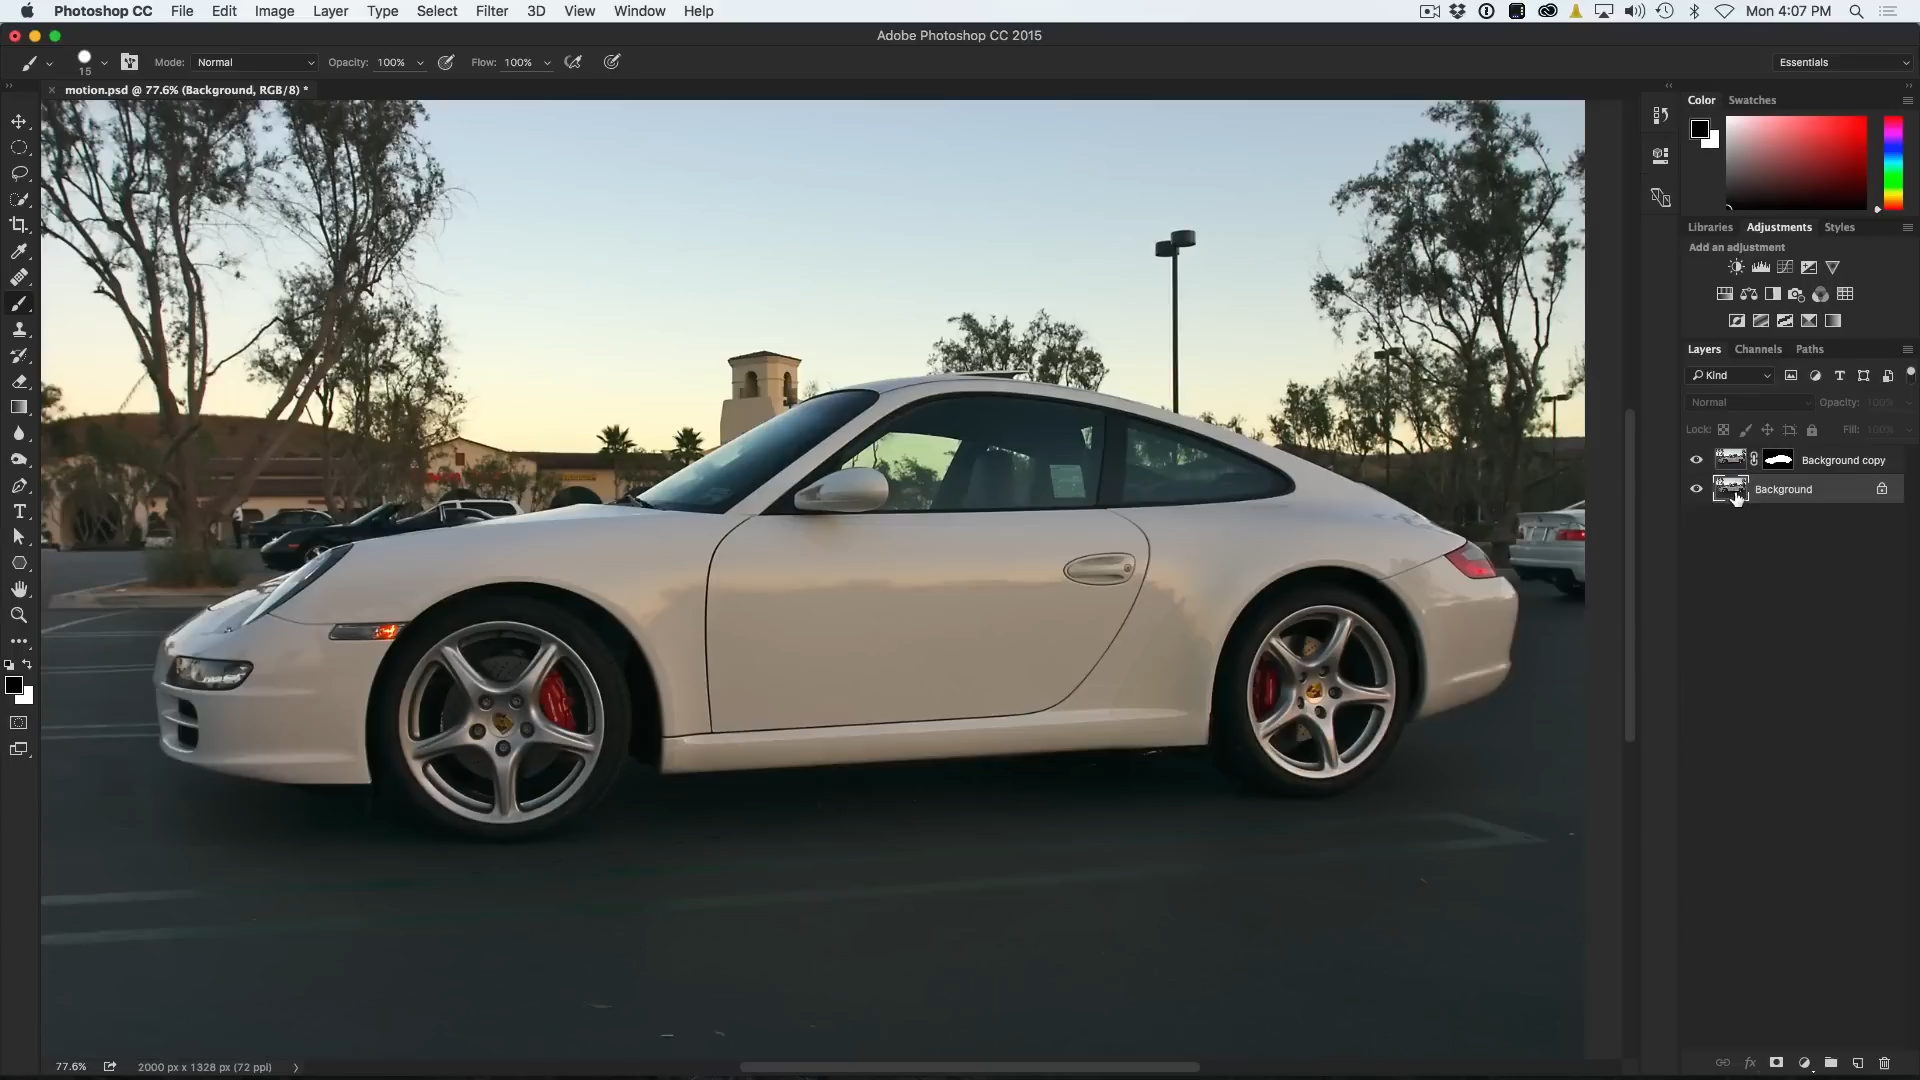 Photoshop CC File Edit Image Layer Type Select Filter 3D View Window Help Mon 4:07 PM
Adobe Photoshop CC 2015
15 Mode: Normal Opacity: 100% Flow: 100% Essentials
motion.psd @ 77.6% (Background, RGB/8) *
Color Swatches
Libraries Adjustments Styles
Add an adjustment
Layers Channels Paths
Kind
Normal Opacity: 100%
Lock: Fill: 100%
Background copy
Background
77.6% 2000 px x 1328 px (72 ppi)